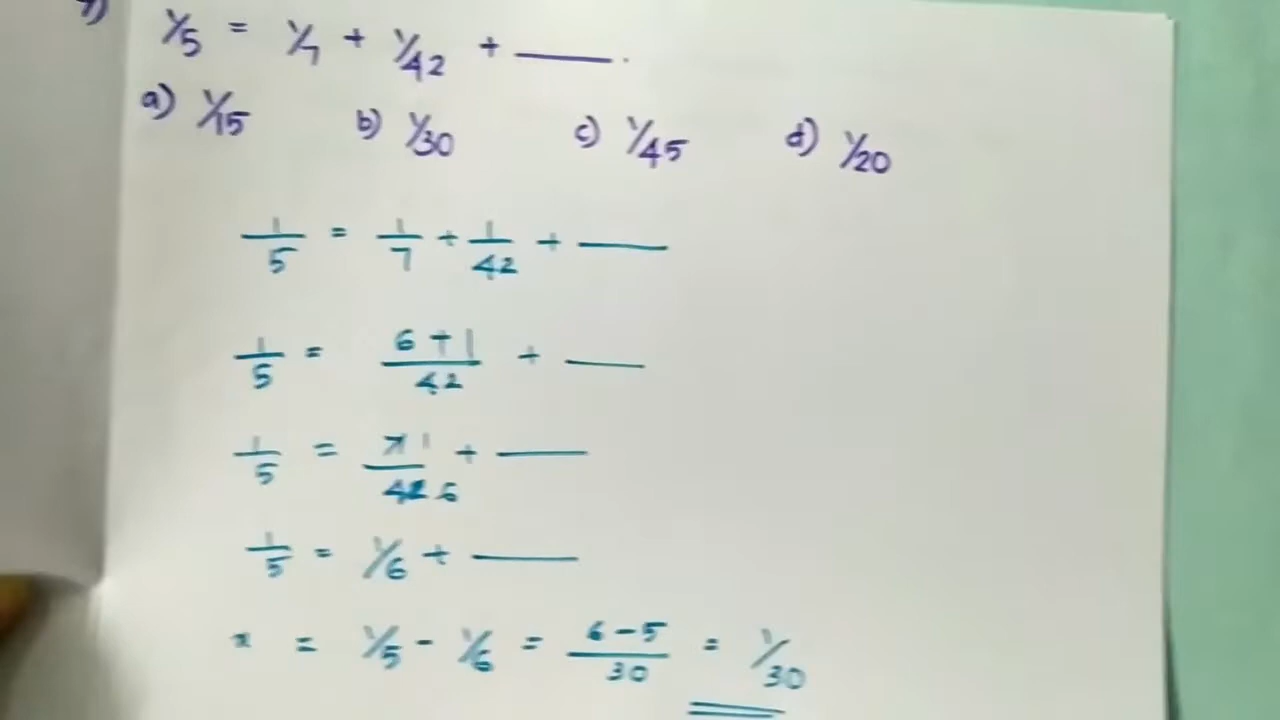 1/5 = 1/7 + 1/42 + ____.
a) 1/15 b) 1/30 c) 1/45 d) 1/20
1/5 = 1/7 + 1/42 + ____
1/5 = 6+1/42 + ____
1/5 = 7 1/42 6 + ____
1/5 = 1/6 + ____
x = 1/5 - 1/6 = 6-5/30 = 1/30